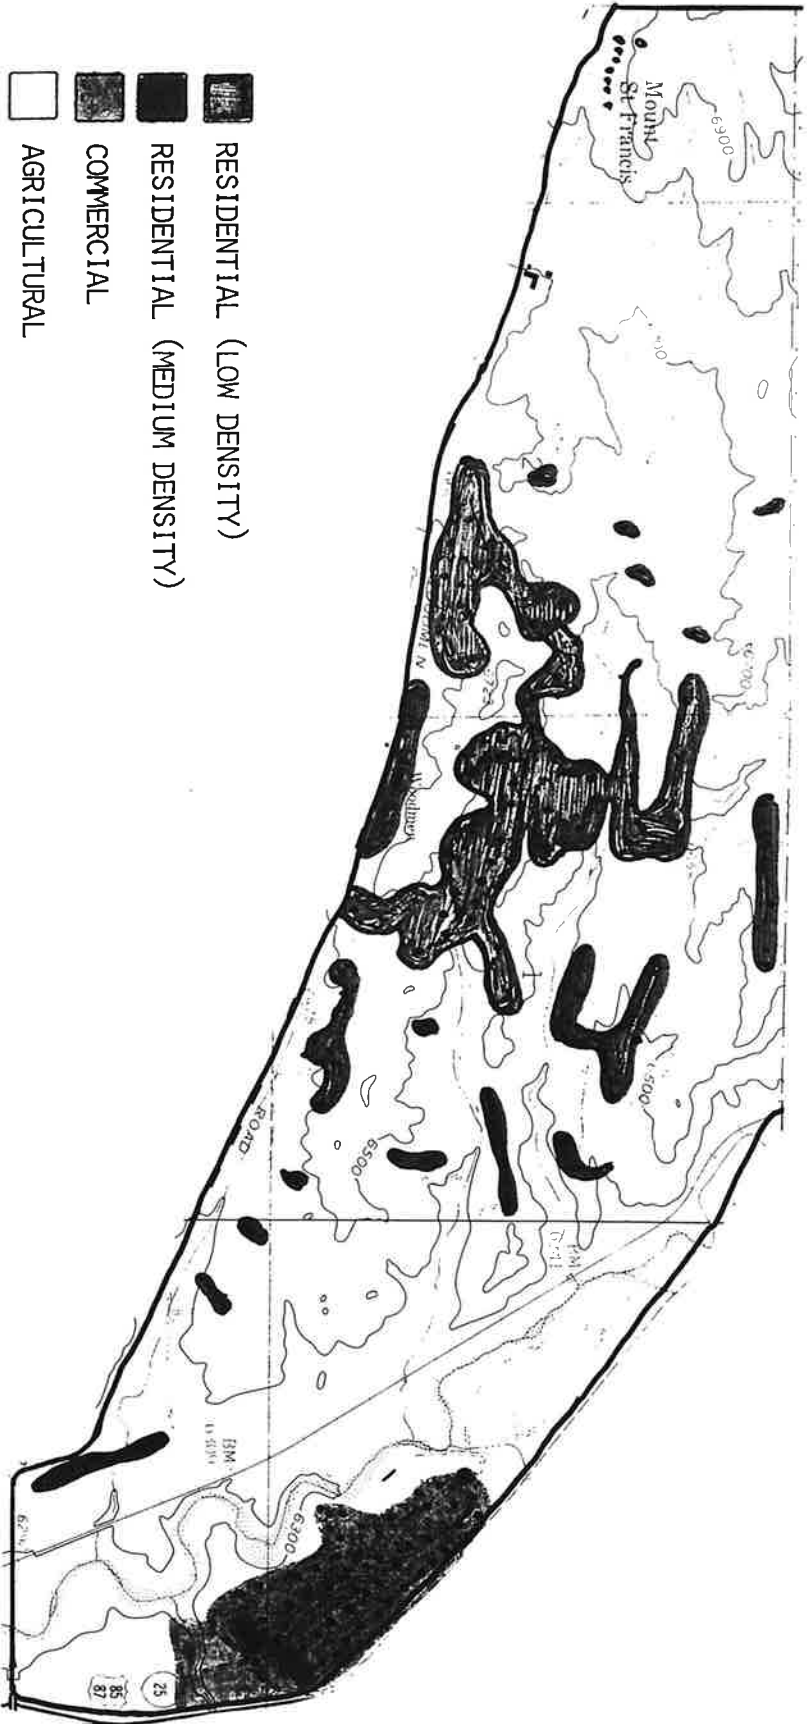 Mount
St Francis
6900
Woodmen
ROAD
6500
6500
BM
6300
25
85
87
RESIDENTIAL (LOW DENSITY)
RESIDENTIAL (MEDIUM DENSITY)
COMMERCIAL
AGRICULTURAL